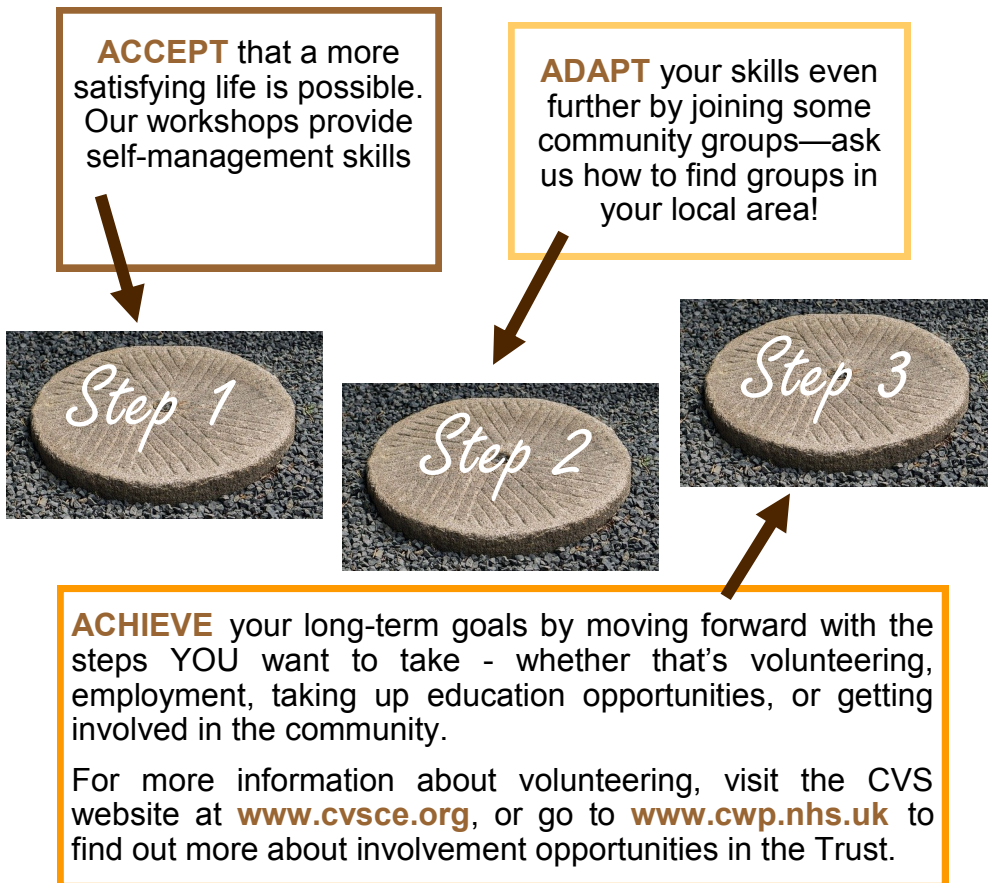 ACCEPT that a more
satisfying life is possible.
Our workshops provide
self-management skills
ADAPT your skills even
further by joining some
community groups—ask
us how to find groups in
your local area!
Step 1
Step 2
Step 3
ACHIEVE your long-term goals by moving forward with the
steps YOU want to take - whether that's volunteering,
employment, taking up education opportunities, or getting
involved in the community.
For more information about volunteering, visit the CVS
website at www.cvsce.org, or go to www.cwp.nhs.uk to
find out more about involvement opportunities in the Trust.